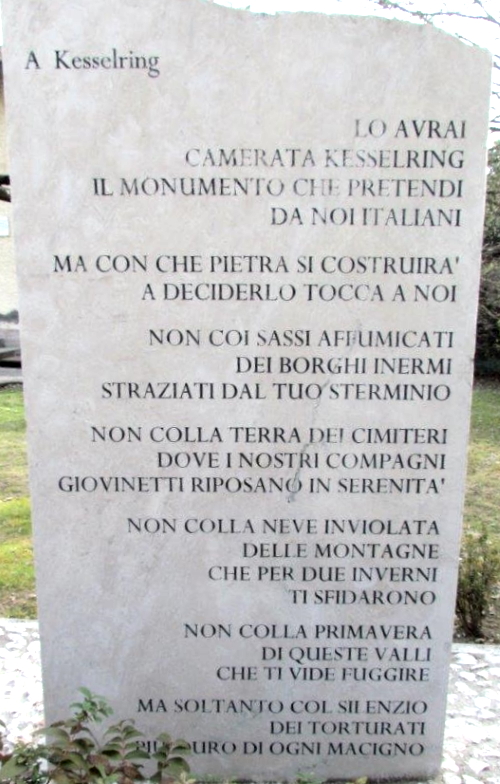 A Kesselring
LO AVRAI
CAMERATA KESSELRING
IL MONUMENTO CHE PRETENDI
DA NOI ITALIANI
MA CON CHE PIETRA SI COSTRUIRA'
A DECIDERLO TOCCA A NOI
NON COI SASSI AFFUMICATI
DEI BORGHI INERMI
STRAZIATI DAL TUO STERMINIO
NON COLLA TERRA DEI CIMITERI
DOVE I NOSTRI COMPAGNI
GIOVINETTI RIPOSANO IN SERENITA'
NON COLLA NEVE INVIOLATA
DELLE MONTAGNE
CHE PER DUE INVERNI
TI SFIDARONO
NON COLLA PRIMAVERA
DI QUESTE VALLI
CHE TI VIDE FUGGIRE
MA SOLTANTO COL SILENZIO
DEI TORTURATI
PIU' DURO DI OGNI MACIGNO